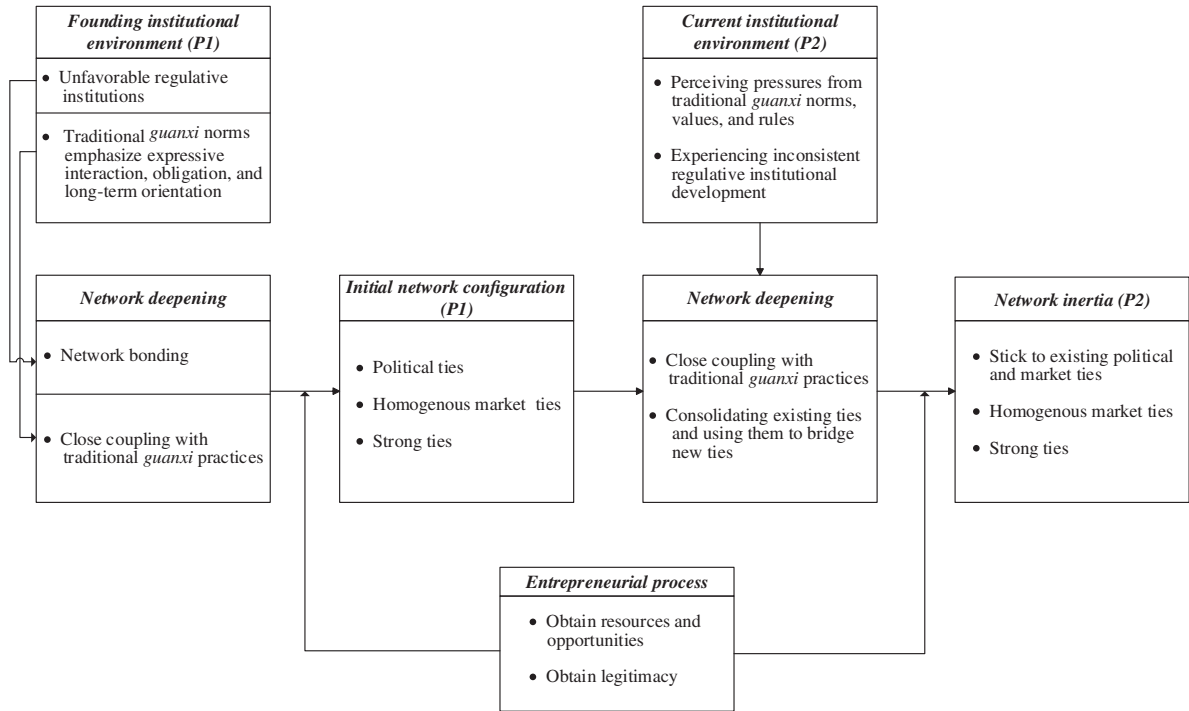 Founding institutional
environment (P1)
• Unfavorable regulative
institutions
• Traditional guanxi norms
emphasize expressive
interaction, obligation, and
long-term orientation
Current institutional
environment (P2)
• Perceiving pressures from
traditional guanxi norms,
values, and rules
• Experiencing inconsistent
regulative institutional
development
Network deepening
• Network bonding
• Close coupling with
traditional guanxi practices
Initial network configuration
(P1)
• Political ties
• Homogenous market ties
• Strong ties
Network deepening
• Close coupling with
traditional guanxi practices
• Consolidating existing ties
and using them to bridge
new ties
Network inertia (P2)
• Stick to existing political
and market ties
• Homogenous market ties
• Strong ties
Entrepreneurial process
• Obtain resources and
opportunities
• Obtain legitimacy